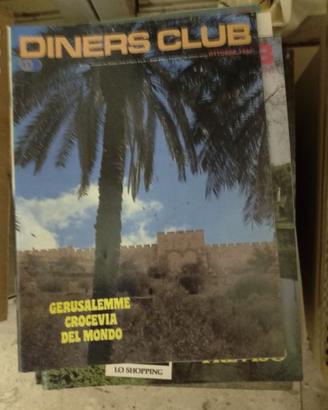 DINERS CLUB
GERUSALEMME
CROCEVIA
DEL MONDO
LO SHOPPING